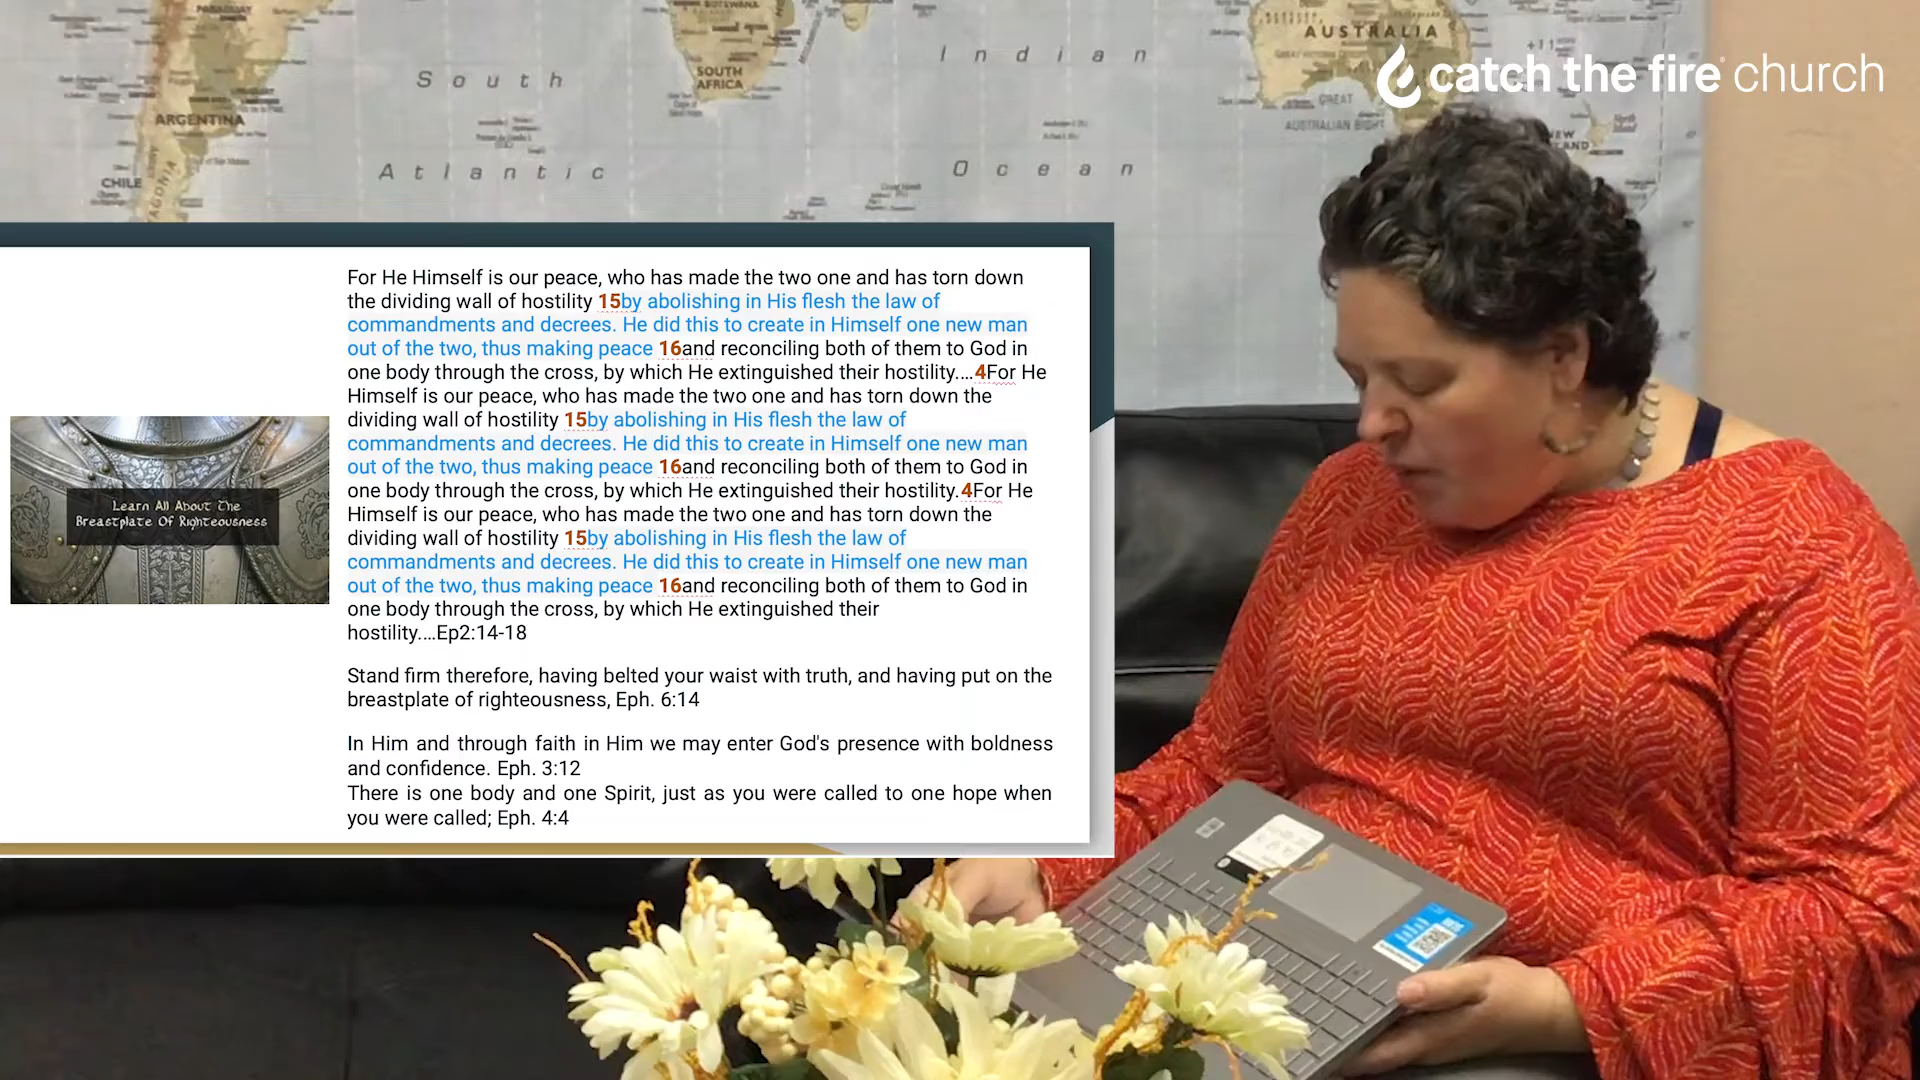 PARAGUAY
BOTSWANA
AUSTRALIA
South
Indian
SOUTH
AFRICA
ARGENTINA
GREAT
AUSTRALIAN BIGHT
Atlantic
Ocean
CHILE
catch the fire church
For He Himself is our peace, who has made the two one and has torn down
the dividing wall of hostility 15by abolishing in His flesh the law of
commandments and decrees. He did this to create in Himself one new man
out of the two, thus making peace 16and reconciling both of them to God in
one body through the cross, by which He extinguished their hostility.…4For He
Himself is our peace, who has made the two one and has torn down the
dividing wall of hostility 15by abolishing in His flesh the law of
commandments and decrees. He did this to create in Himself one new man
out of the two, thus making peace 16and reconciling both of them to God in
one body through the cross, by which He extinguished their hostility.4For He
Himself is our peace, who has made the two one and has torn down the
dividing wall of hostility 15by abolishing in His flesh the law of
commandments and decrees. He did this to create in Himself one new man
out of the two, thus making peace 16and reconciling both of them to God in
one body through the cross, by which He extinguished their
hostility.…Ep2:14-18
Stand firm therefore, having belted your waist with truth, and having put on the
breastplate of righteousness, Eph. 6:14
In Him and through faith in Him we may enter God's presence with boldness
and confidence. Eph. 3:12
There is one body and one Spirit, just as you were called to one hope when
you were called; Eph. 4:4
Learn All About The
Breastplate Of Righteousness